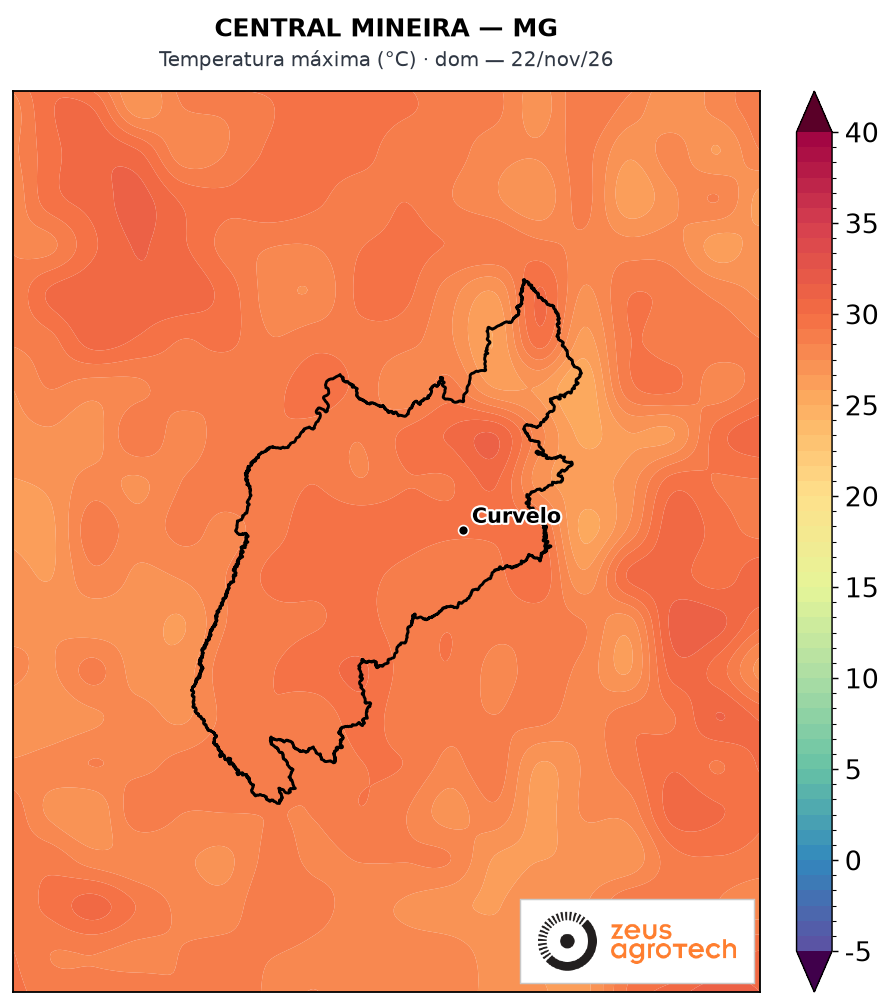 CENTRAL MINEIRA — MG
Temperatura máxima (°C) · dom — 22/nov/26
40
35
30
25
20
15
10
5
0
-5
Curvelo
zeus
agrotech